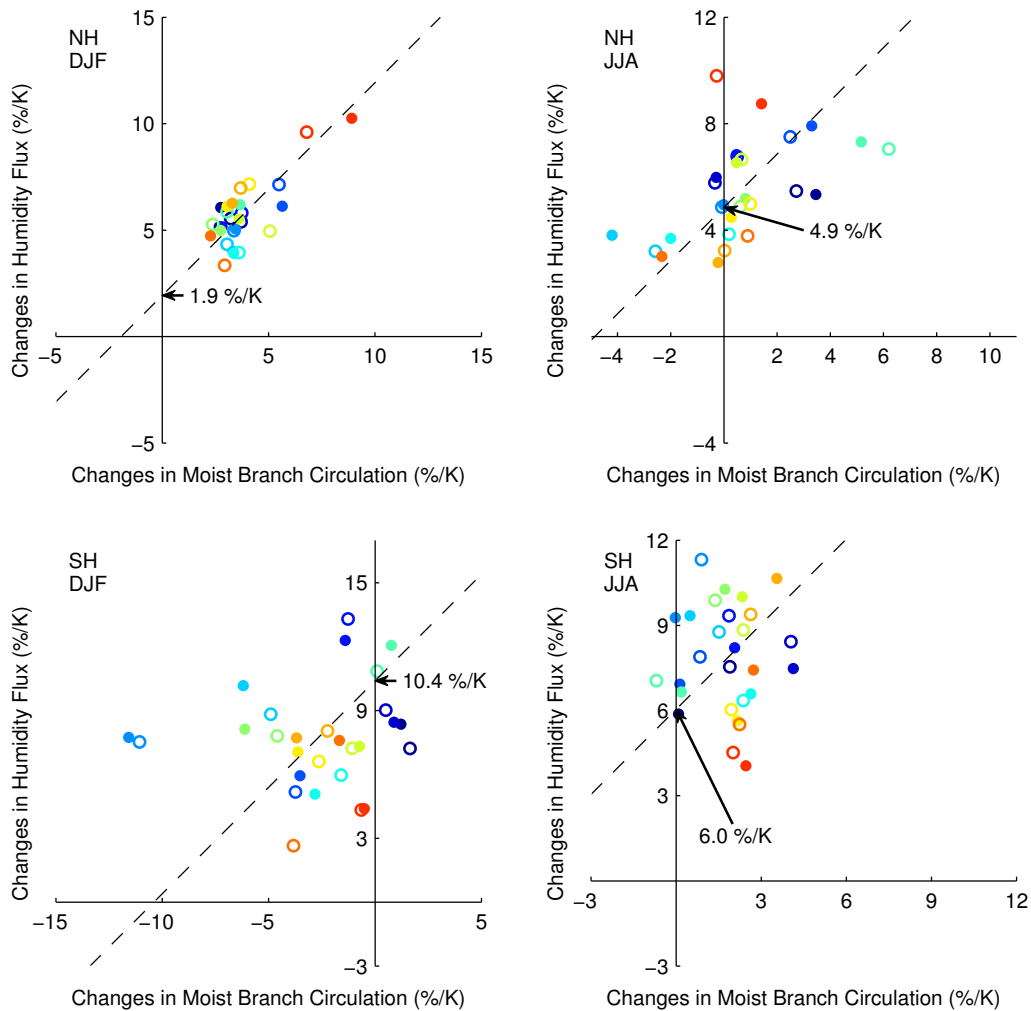 NH
DJF
15
10
5
−5
−5
5
10
15
1.9 %/K
Changes in Humidity Flux (%/K)
Changes in Moist Branch Circulation (%/K)
NH
JJA
12
8
4
−4
−4
−2
0
2
4
6
8
10
4.9 %/K
Changes in Humidity Flux (%/K)
Changes in Moist Branch Circulation (%/K)
SH
DJF
15
9
3
−3
−15
−10
−5
0
5
10.4 %/K
Changes in Humidity Flux (%/K)
Changes in Moist Branch Circulation (%/K)
SH
JJA
12
9
6
3
−3
−3
0
3
6
9
12
6.0 %/K
Changes in Humidity Flux (%/K)
Changes in Moist Branch Circulation (%/K)